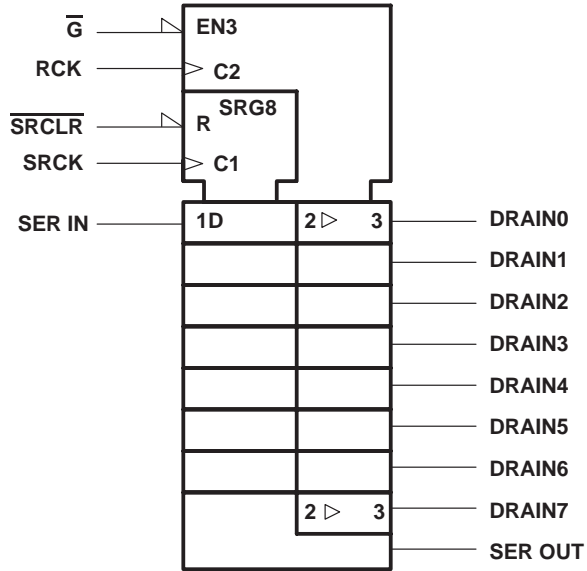 G̅ EN3
RCK C2
SRG8
S̅R̅C̅L̅R̅ R
SRCK C1
SER IN 1D 2 ▷ 3 DRAIN0
DRAIN1
DRAIN2
DRAIN3
DRAIN4
DRAIN5
DRAIN6
2 ▷ 3 DRAIN7
SER OUT